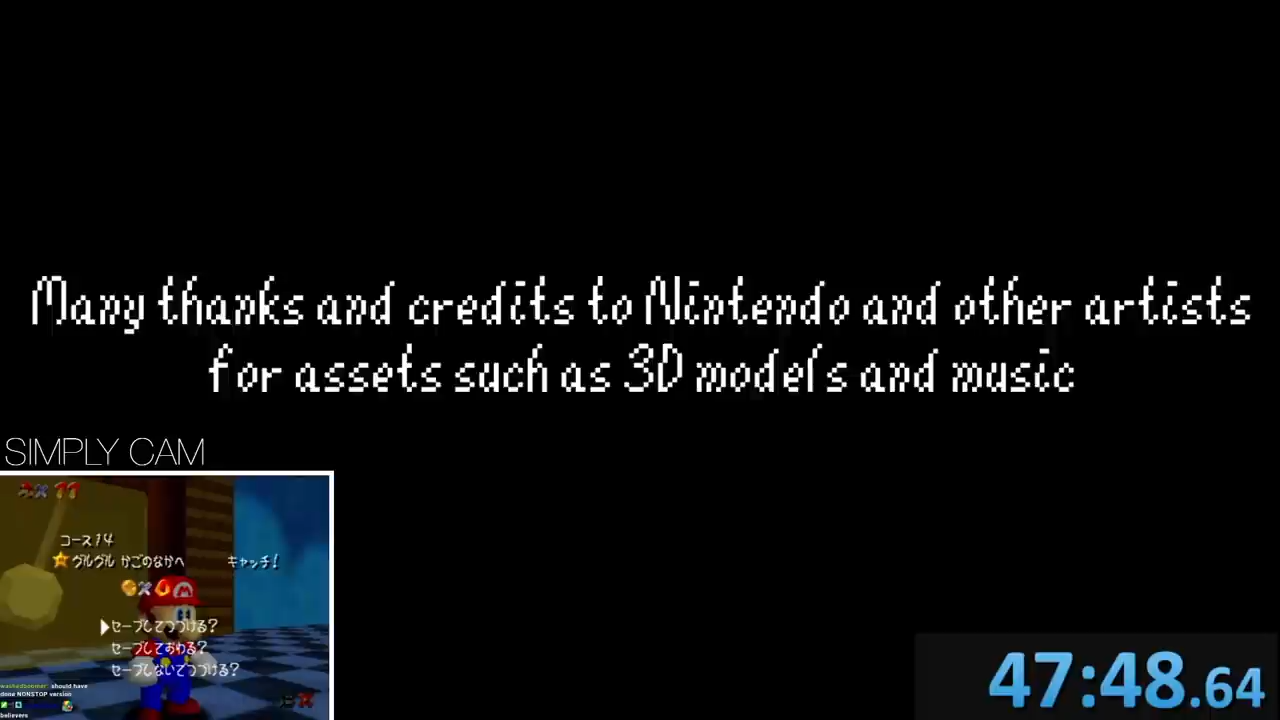 Many thanks and credits to Nintendo and other artists
for assets such as 3D models and music
SIMPLY CAM
コース14
グルグル かごのなかへ キャッチ!
セーブしてつづける?
セーブしておわる?
セーブしないでつづける?
washedboomer: should have
done NONSTOP version
believers
47:48.64